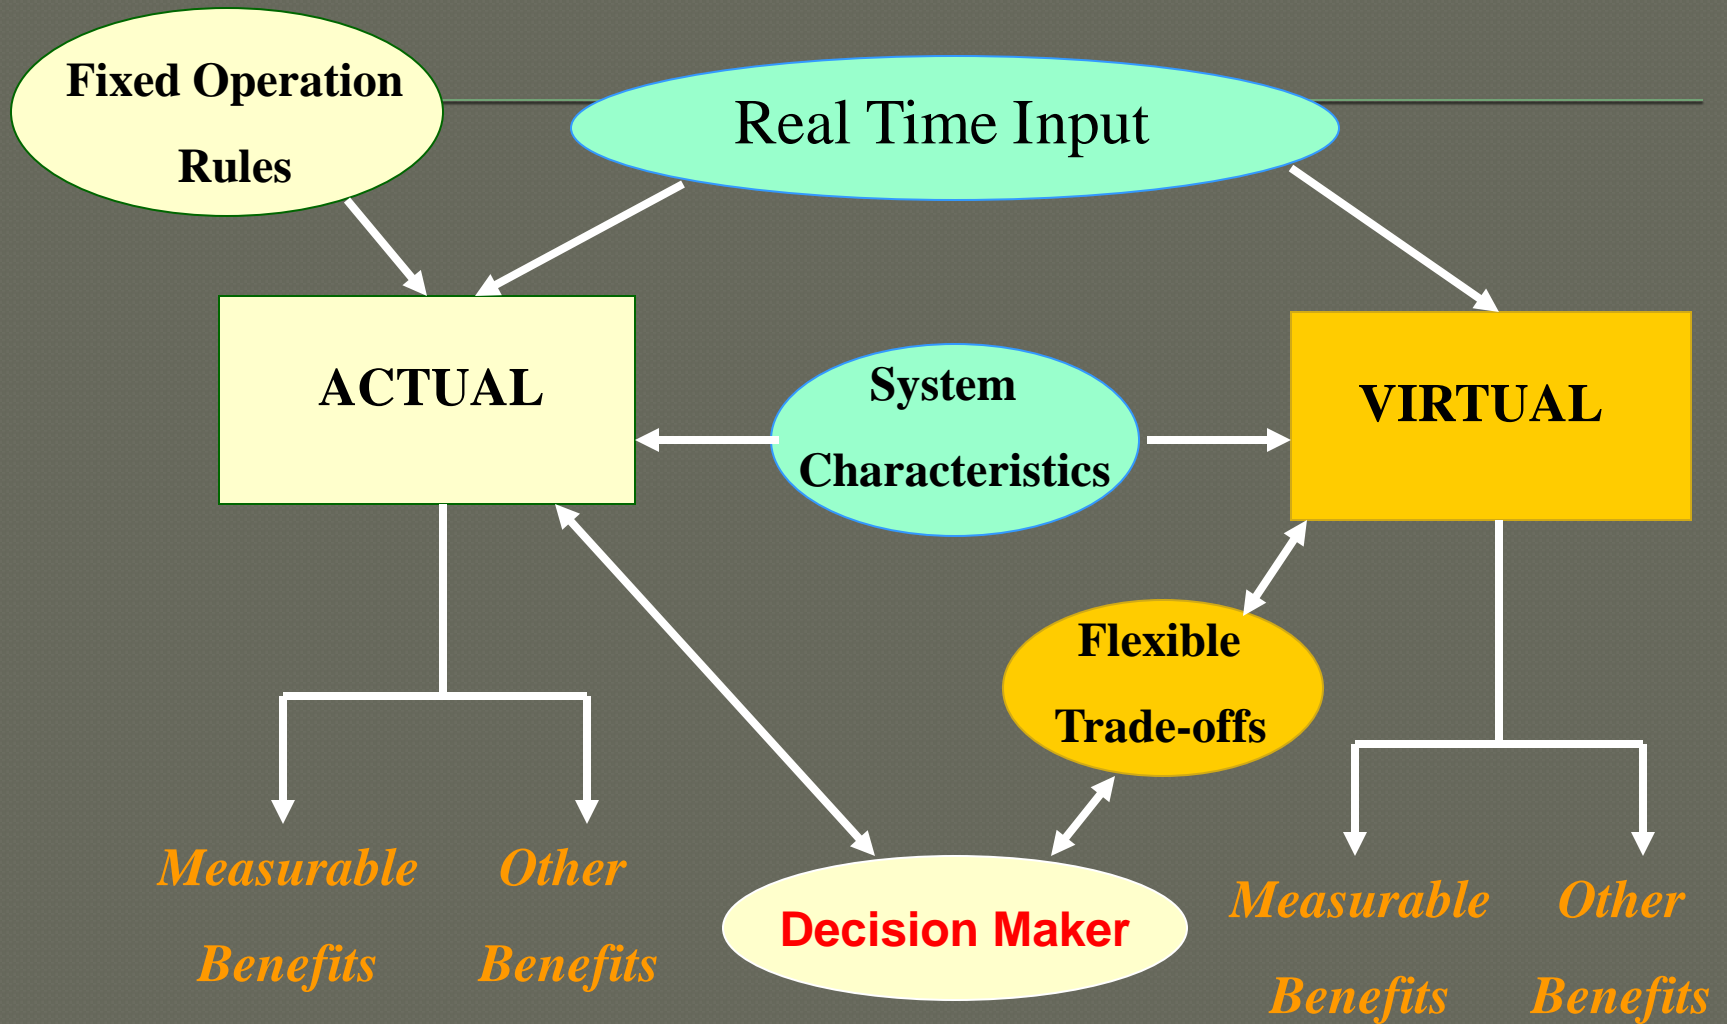 Fixed Operation
Rules
Real Time Input
ACTUAL
System
Characteristics
VIRTUAL
Flexible
Trade-offs
Measurable
Benefits
Other
Benefits
Decision Maker
Measurable
Benefits
Other
Benefits